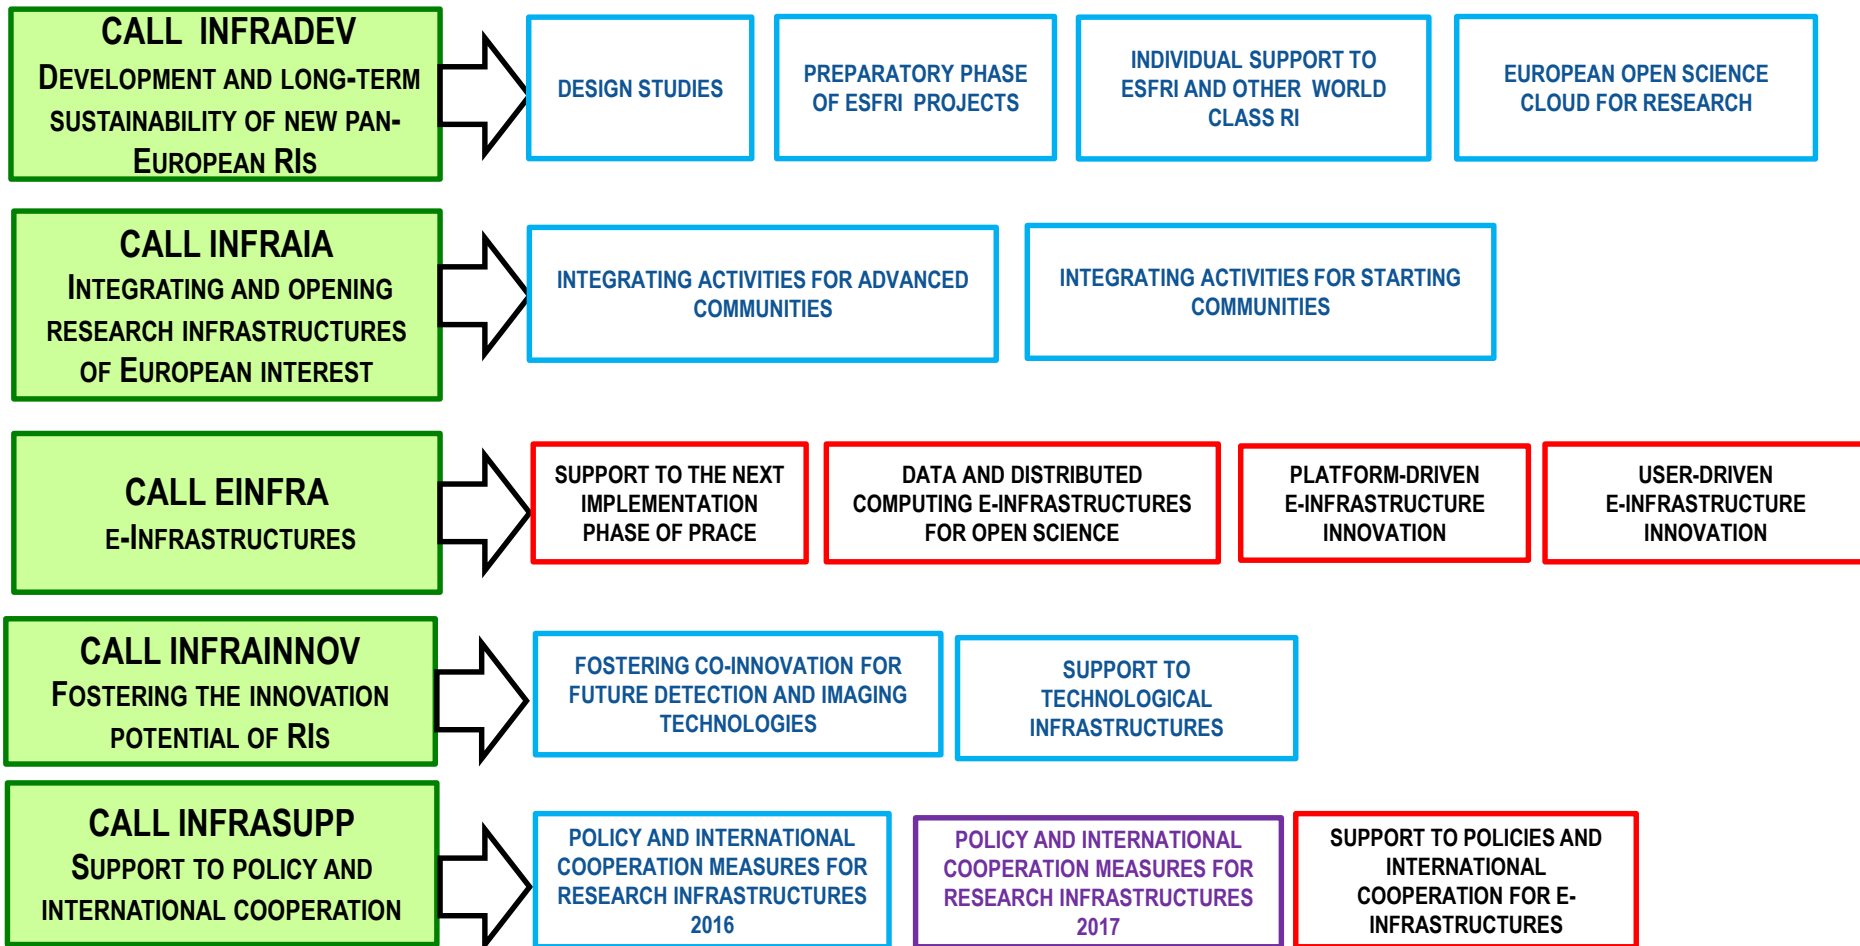 CALL INFRADEV
DEVELOPMENT AND LONG-TERM
SUSTAINABILITY OF NEW PAN-
EUROPEAN RIS
DESIGN STUDIES
PREPARATORY PHASE
OF ESFRI PROJECTS
INDIVIDUAL SUPPORT TO
ESFRI AND OTHER WORLD
CLASS RI
EUROPEAN OPEN SCIENCE
CLOUD FOR RESEARCH
CALL INFRAIA
INTEGRATING AND OPENING
RESEARCH INFRASTRUCTURES
OF EUROPEAN INTEREST
INTEGRATING ACTIVITIES FOR ADVANCED
COMMUNITIES
INTEGRATING ACTIVITIES FOR STARTING
COMMUNITIES
CALL EINFRA
E-INFRASTRUCTURES
SUPPORT TO THE NEXT
IMPLEMENTATION
PHASE OF PRACE
DATA AND DISTRIBUTED
COMPUTING E-INFRASTRUCTURES
FOR OPEN SCIENCE
PLATFORM-DRIVEN
E-INFRASTRUCTURE
INNOVATION
USER-DRIVEN
E-INFRASTRUCTURE
INNOVATION
CALL INFRAINNOV
FOSTERING THE INNOVATION
POTENTIAL OF RIS
FOSTERING CO-INNOVATION FOR
FUTURE DETECTION AND IMAGING
TECHNOLOGIES
SUPPORT TO
TECHNOLOGICAL
INFRASTRUCTURES
CALL INFRASUPP
SUPPORT TO POLICY AND
INTERNATIONAL COOPERATION
POLICY AND INTERNATIONAL
COOPERATION MEASURES FOR
RESEARCH INFRASTRUCTURES
2016
POLICY AND INTERNATIONAL
COOPERATION MEASURES FOR
RESEARCH INFRASTRUCTURES
2017
SUPPORT TO POLICIES AND
INTERNATIONAL
COOPERATION FOR E-
INFRASTRUCTURES